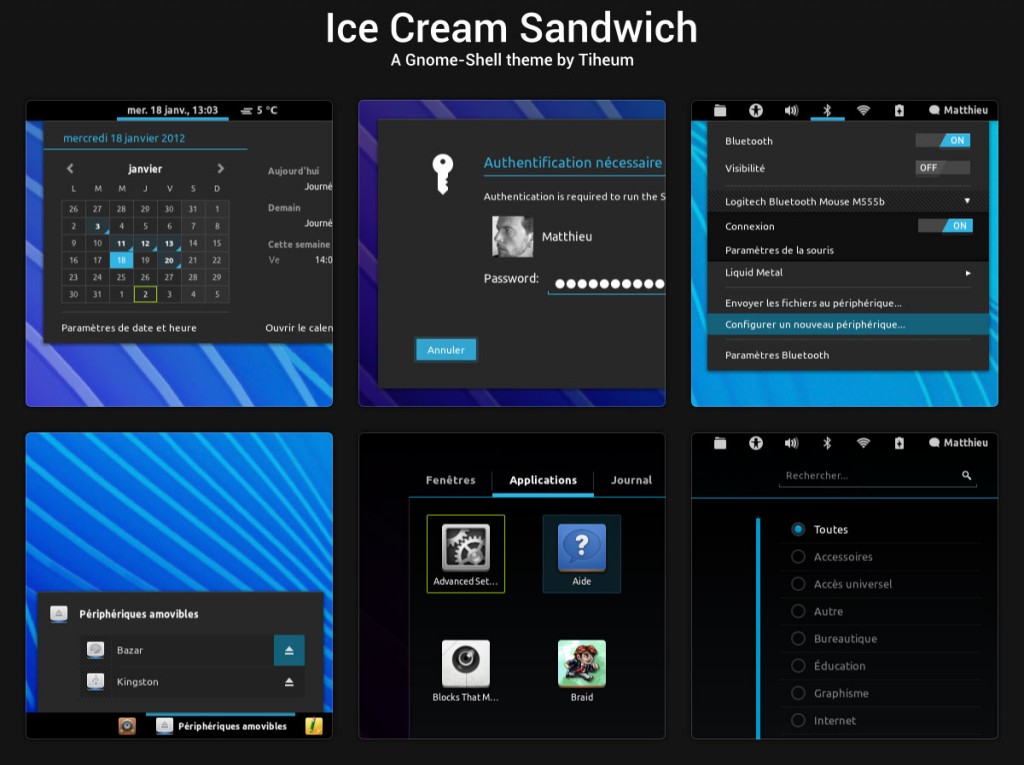 Ice Cream Sandwich
A Gnome-Shell theme by Tiheum
mer. 18 janv., 13:03 5 °C
mercredi 18 janvier 2012
janvier
L M M J V S D
26 27 28 29 30 31 1
2 3 4 5 6 7 8
9 10 11 12 13 14 15
16 17 18 19 20 21 22
23 24 25 26 27 28 29
30 31 1 2 3 4 5
Aujourd'hui
Journé
Demain
Journé
Cette semaine
Ve 14:0
Paramètres de date et heure
Ouvrir le calen
Authentification nécessaire
Authentication is required to run the S
Matthieu
Password:
Annuler
Matthieu
Bluetooth ON
Visibilité OFF
Logitech Bluetooth Mouse M555b
Connexion ON
Paramètres de la souris
Liquid Metal
Envoyer les fichiers au périphérique...
Configurer un nouveau périphérique...
Paramètres Bluetooth
Périphériques amovibles
Bazar
Kingston
Périphériques amovibles
Fenêtres Applications Journal
Advanced Set... Aide
Blocks That M... Braid
Matthieu
Rechercher...
Toutes
Accessoires
Accès universel
Autre
Bureautique
Éducation
Graphisme
Internet